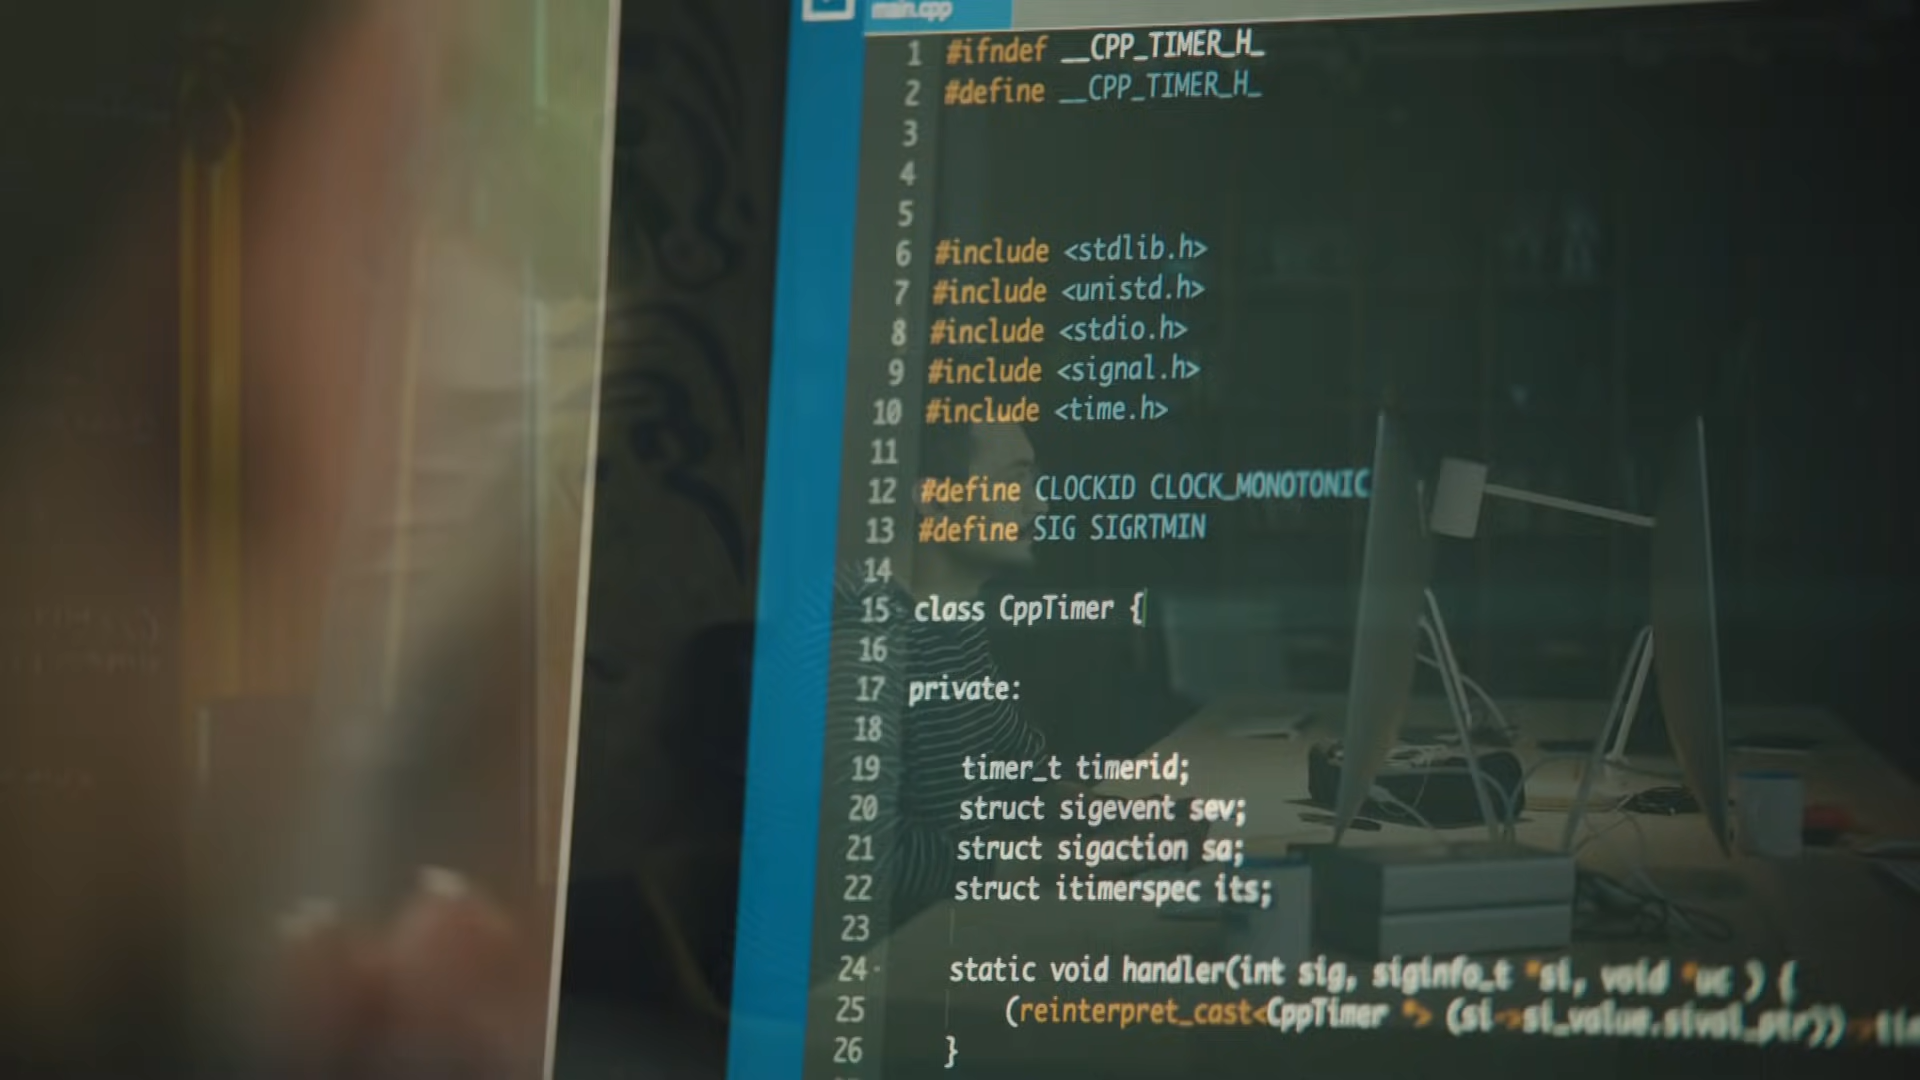 main.cpp
1 #ifndef __CPP_TIMER_H_
2 #define __CPP_TIMER_H_
3
4
5
6 #include <stdlib.h>
7 #include <unistd.h>
8 #include <stdio.h>
9 #include <signal.h>
10 #include <time.h>
11
12 #define CLOCKID CLOCK_MONOTONIC
13 #define SIG SIGRTMIN
14
15 class CppTimer {
16
17 private:
18
19 timer_t timerid;
20 struct sigevent sev;
21 struct sigaction sa;
22 struct itimerspec its;
23
24 static void handler(int sig, siginfo_t *si, void *uc ) {
25 (reinterpret_cast<CppTimer *> (si->si_value.sival_ptr))
26 }